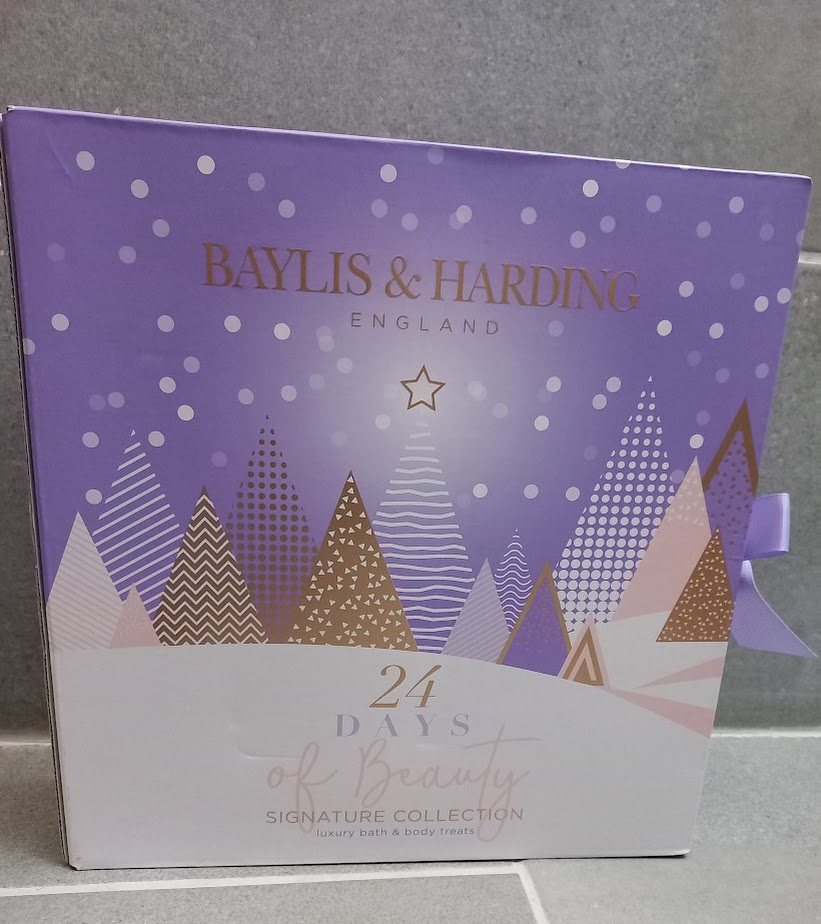 BAYLIS & HARDING
ENGLAND
24
DAYS
of Beauty
SIGNATURE COLLECTION
luxury bath & body treats